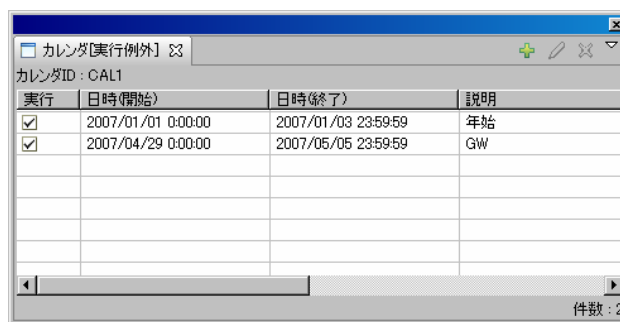 カレンダ[実行例外]
カレンダID : CAL1
実行 日時(開始) 日時(終了) 説明
2007/01/01 0:00:00 2007/01/03 23:59:59 年始
2007/04/29 0:00:00 2007/05/05 23:59:59 GW
件数 : 2